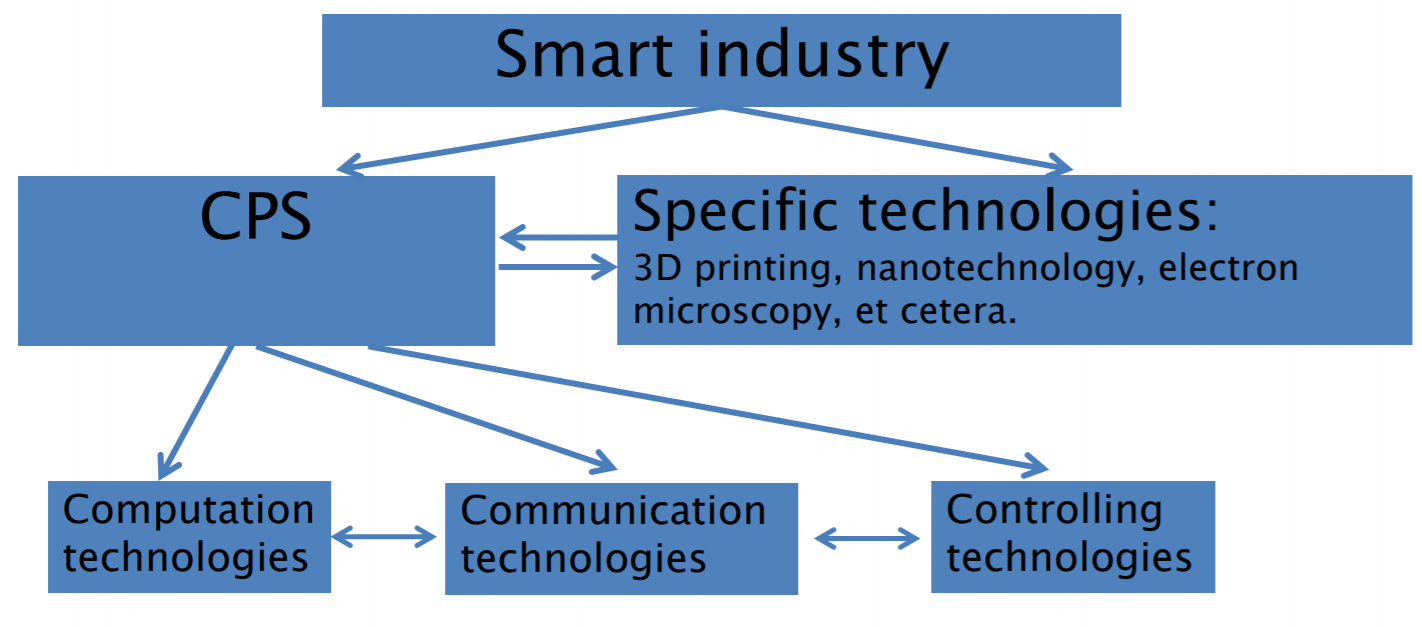 Smart industry
CPS
Specific technologies:
3D printing, nanotechnology, electron
microscopy, et cetera.
Computation
technologies
Communication
technologies
Controlling
technologies